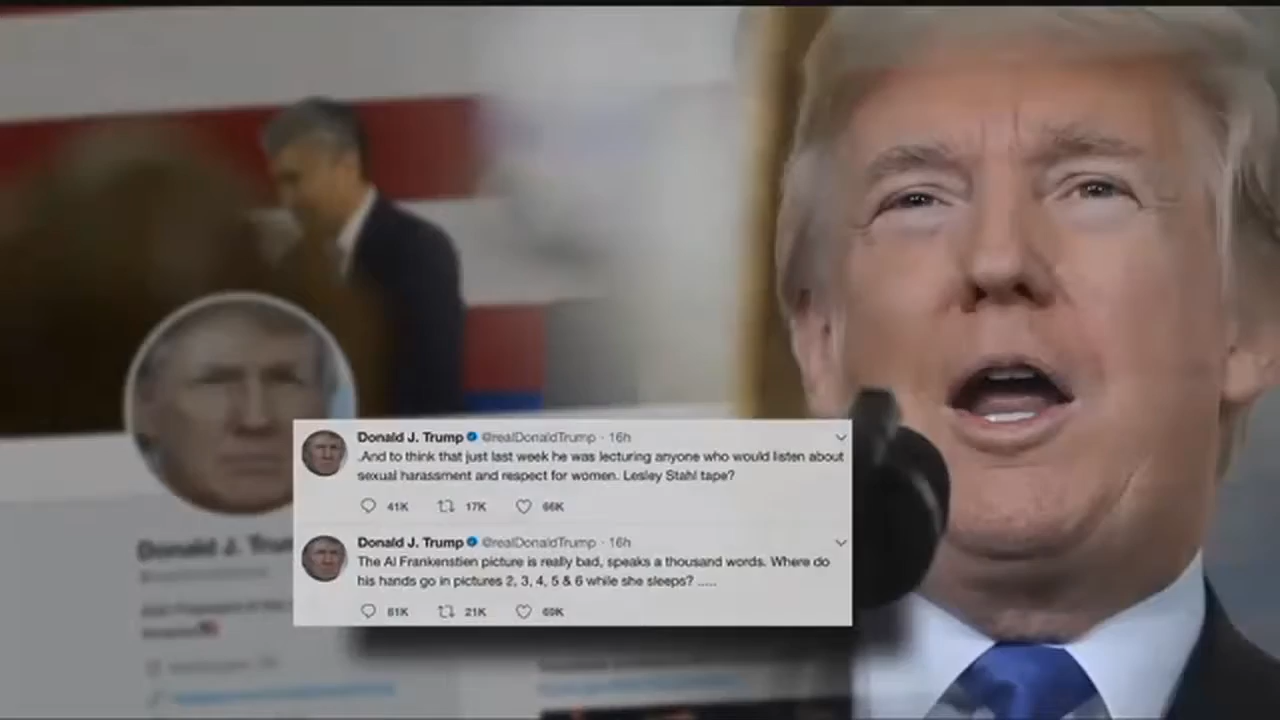 Donald J. Trump @realDonaldTrump · 16h
.And to think that just last week he was lecturing anyone who would listen about
sexual harassment and respect for women. Lesley Stahl tape?
41K 17K 66K
Donald J. Trump @realDonaldTrump · 16h
The Al Frankenstien picture is really bad, speaks a thousand words. Where do
his hands go in pictures 2, 3, 4, 5 & 6 while she sleeps? .....
61K 21K 69K
Donald J. Trum